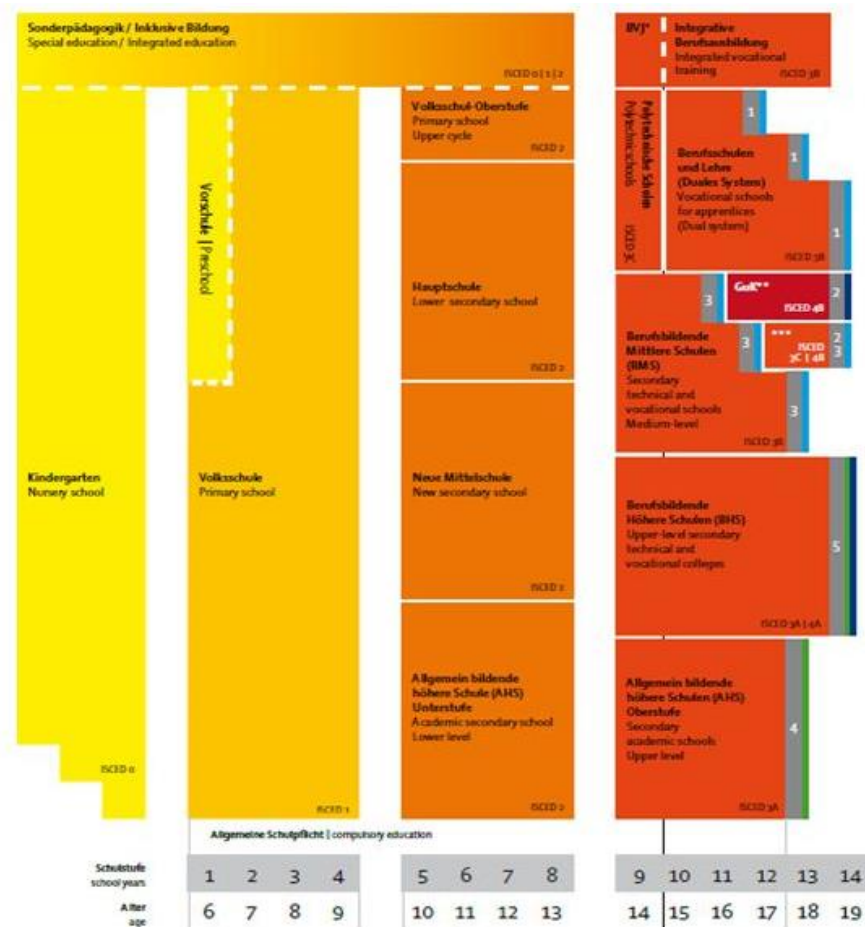 Sonderpädagogik / Inklusive Bildung
Special education / Integrated education
ISCED 0 | 1 | 2
Kindergarten
Nursery school
ISCED 0
Vorschule | Preschool
Volksschule
Primary school
ISCED 1
Volksschul-Oberstufe
Primary school
Upper cycle
ISCED 2
Hauptschule
Lower secondary school
ISCED 2
Neue Mittelschule
New secondary school
ISCED 2
Allgemein bildende
höhere Schule (AHS)
Unterstufe
Academic secondary school
Lower level
ISCED 2
BVJ*
Integrative
Berufsausbildung
Integrated vocational
training
ISCED 3B
Polytechnische Schulen
Polytechnic schools
ISCED 3C
Berufsschulen
und Lehre
(Duales System)
Vocational schools
for apprentices
(Dual system)
ISCED 3B
1
1
1
GuK**
ISCED 4B
2
***
ISCED
3C | 4B
2
3
Berufsbildende
Mittlere Schulen
(BMS)
Secondary
technical and
vocational schools
Medium-level
ISCED 3B
3
3
3
Berufsbildende
Höhere Schulen (BHS)
Upper-level secondary
technical and
vocational colleges
ISCED 3A | 4A
5
Allgemein bildende
höhere Schulen (AHS)
Oberstufe
Secondary
academic schools
Upper level
ISCED 3A
4
Allgemeine Schulpflicht | compulsory education
Schulstufe
school years
1 2 3 4 5 6 7 8 9 10 11 12 13 14
Alter
age
6 7 8 9 10 11 12 13 14 15 16 17 18 19